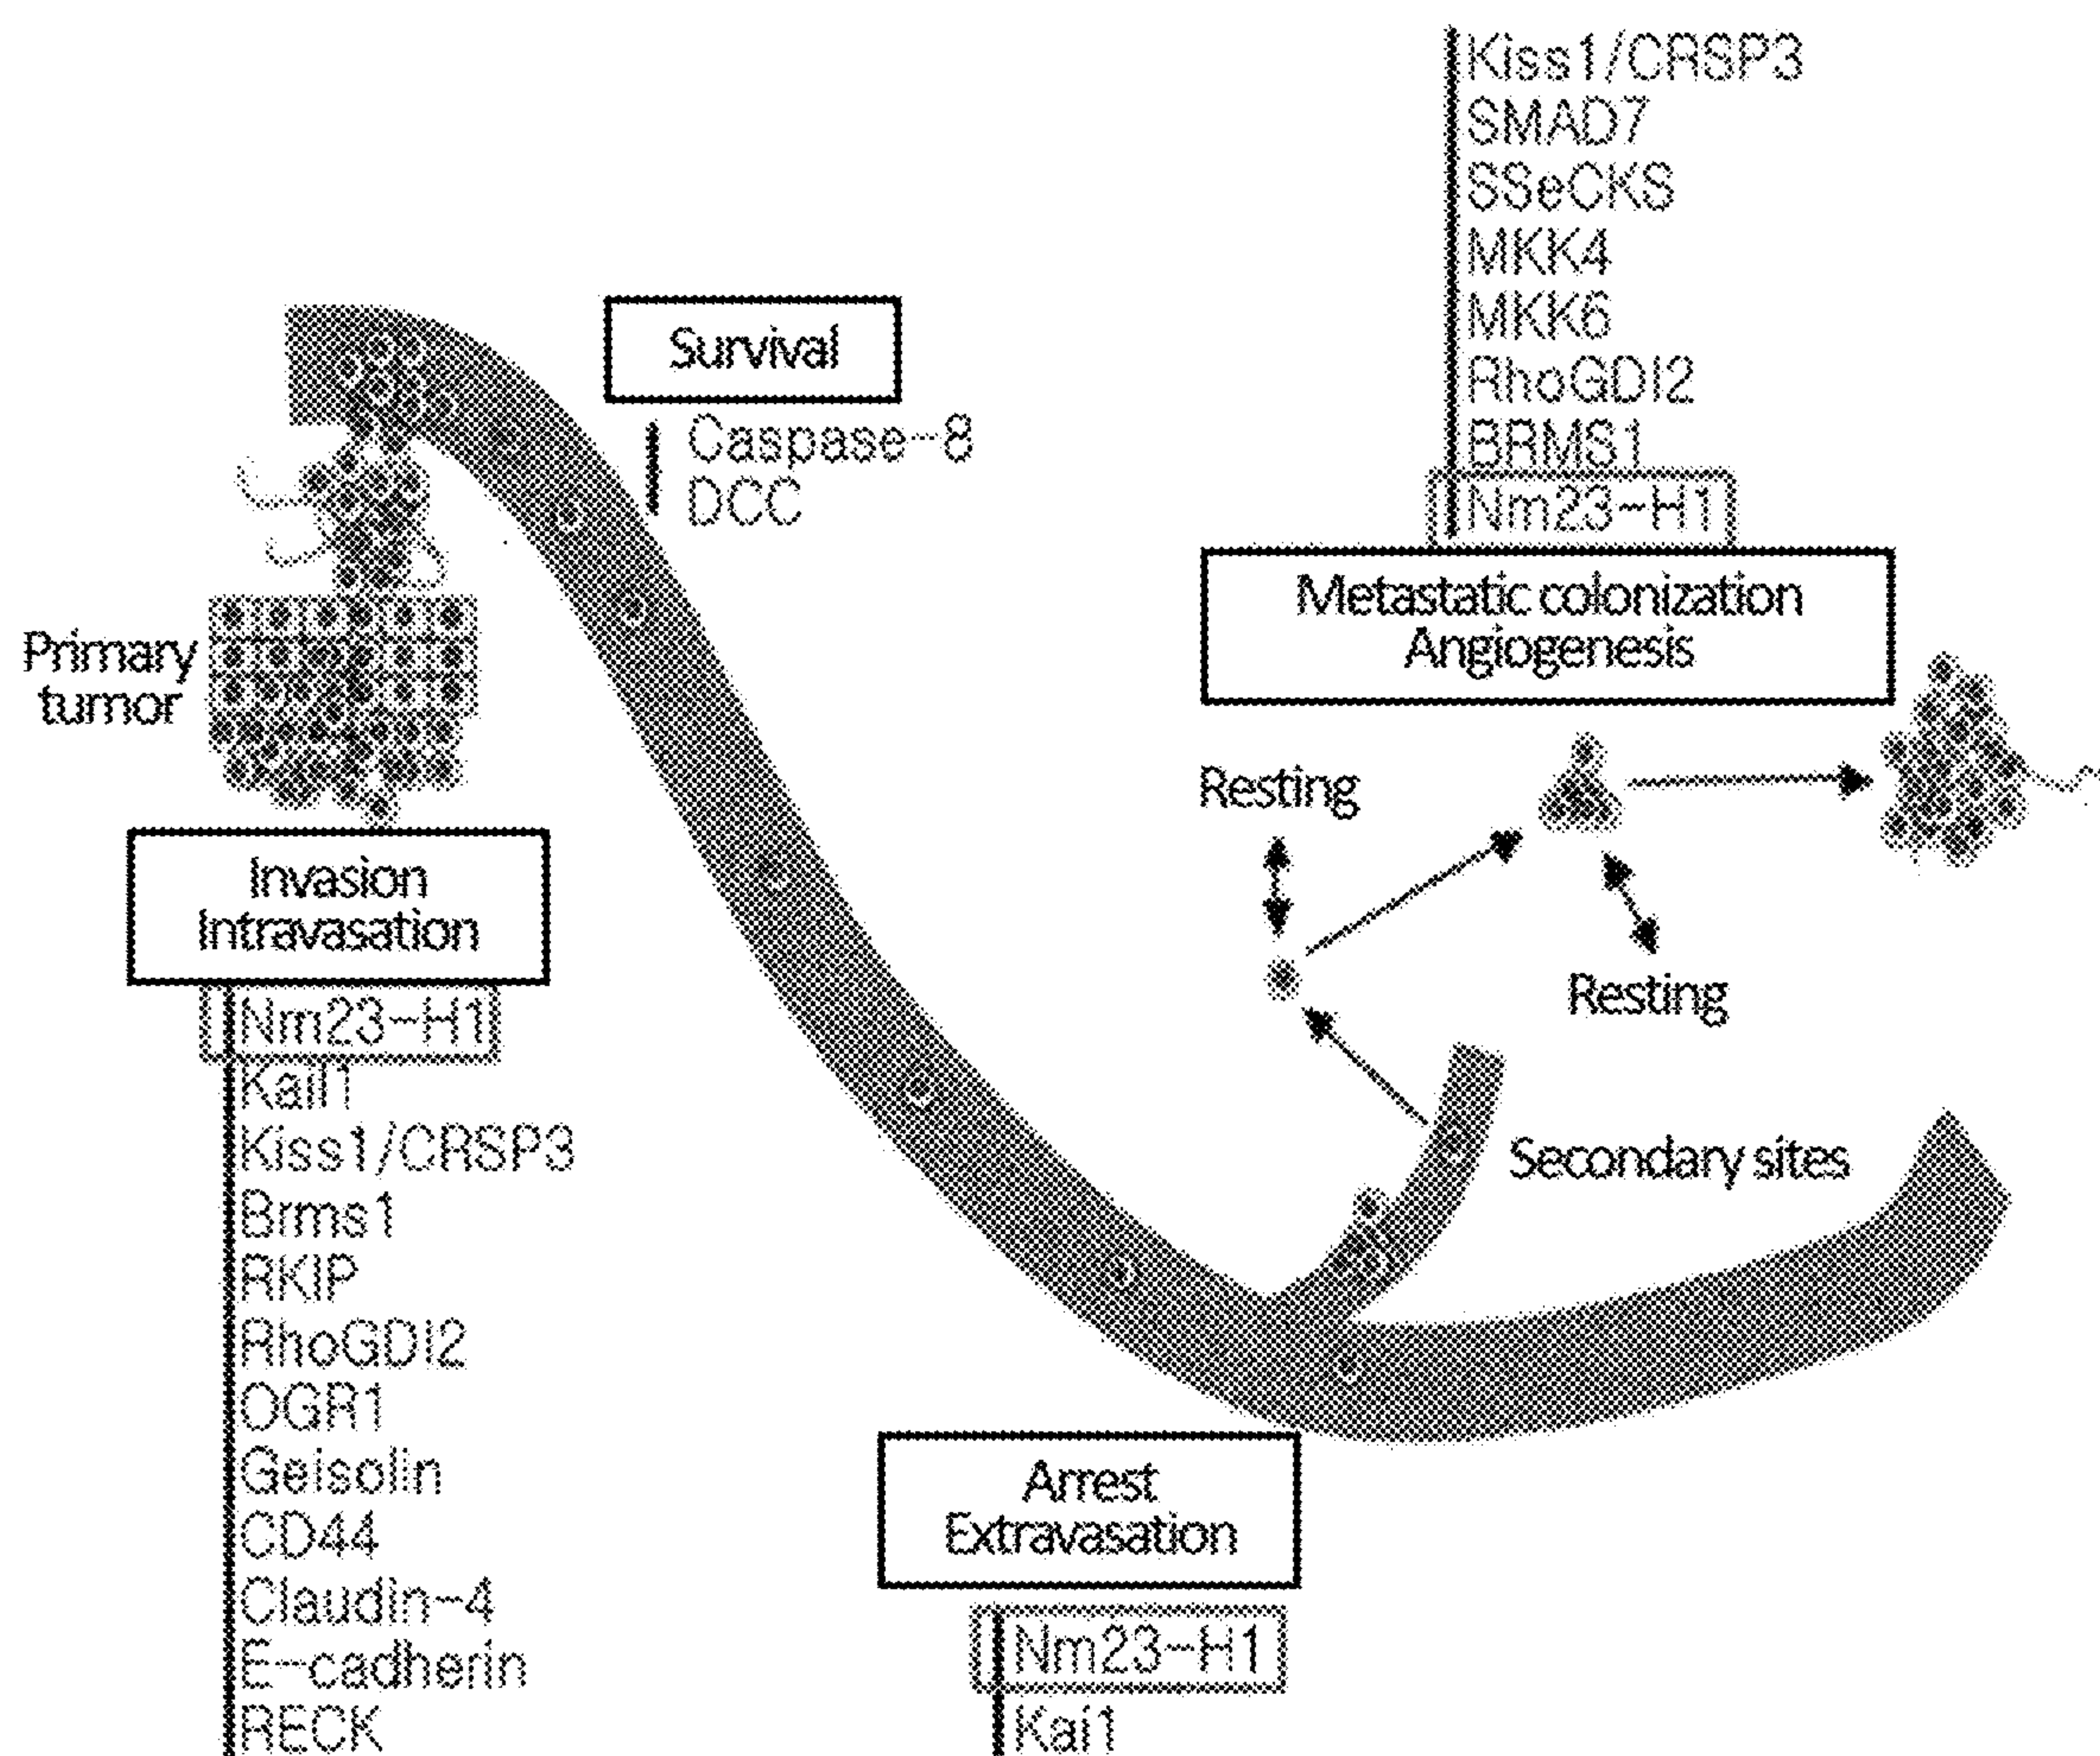 Kiss1/CRSP3
SMAD7
SSeCKS
MKK4
MKK6
RhoGDI2
BRMS1
Nm23-H1
Metastatic colonization
Angiogenesis
Survival
Caspase-8
DCC
Primary
tumor
Resting
Resting
Invasion
Intravasation
Nm23-H1
Kail1
Kiss1/CRSP3
Brms1
RKIP
RhoGDI2
OGR1
Gelsolin
CD44
Claudin-4
E-cadherin
RECK
Secondary sites
Arrest
Extravasation
Nm23-H1
Kai1